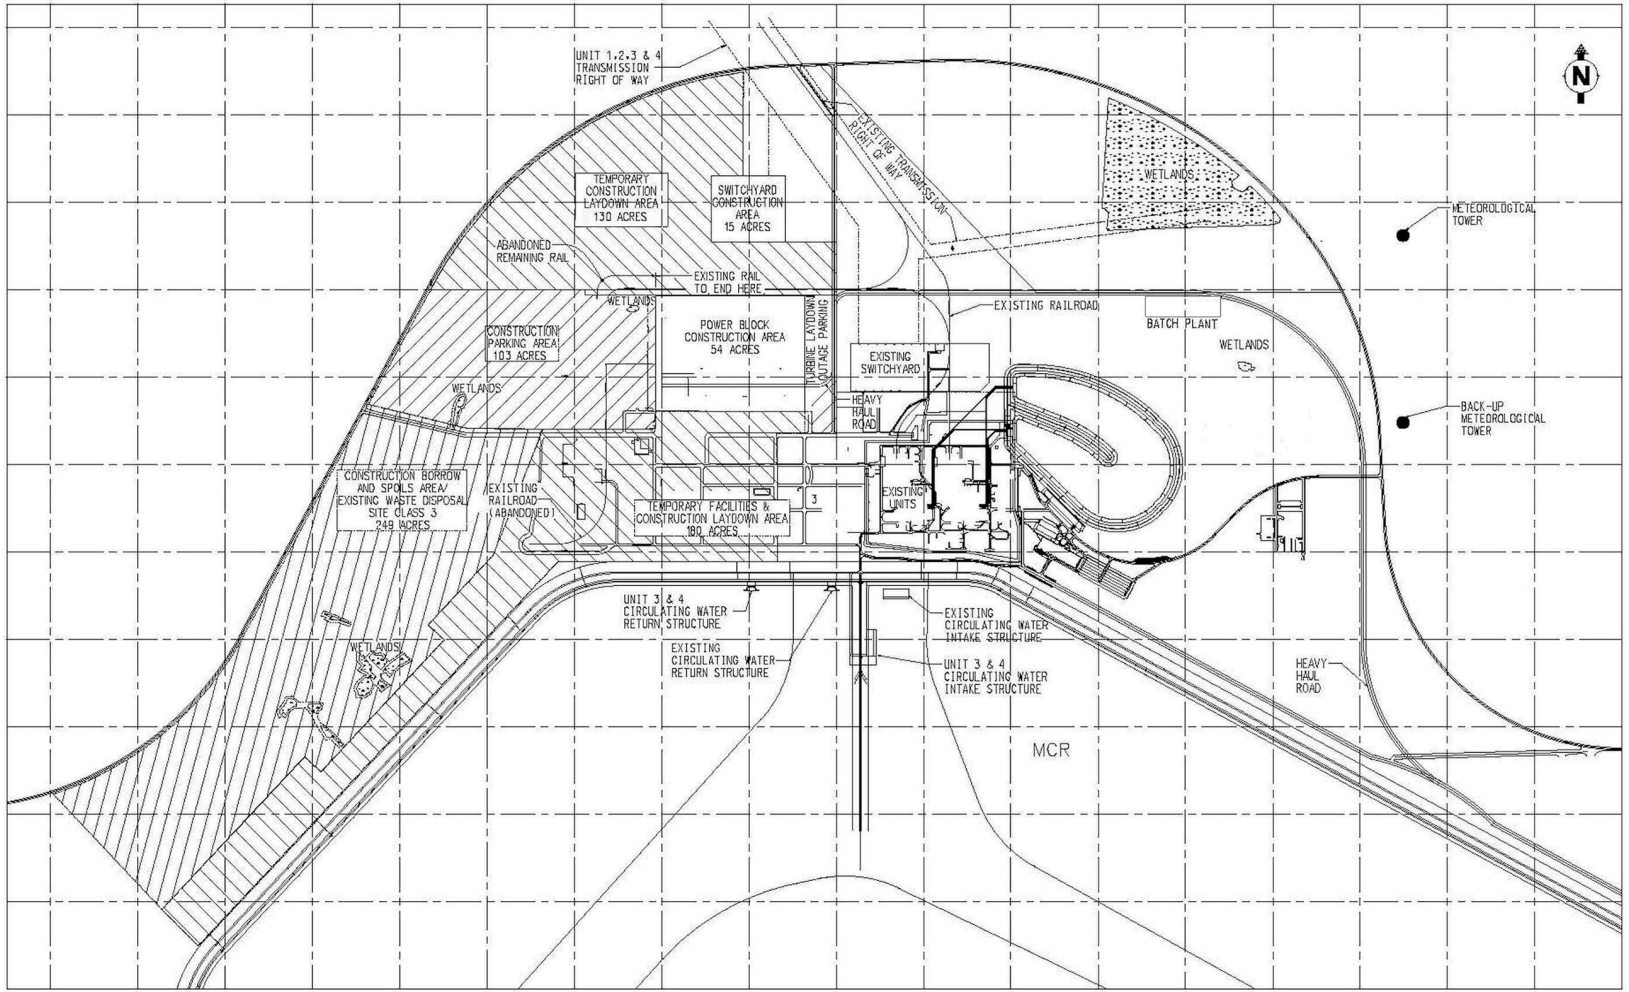 UNIT 1,2,3 & 4
TRANSMISSION
RIGHT OF WAY
N
EXISTING TRANSMISSION
RIGHT OF WAY
WETLANDS
TEMPORARY
CONSTRUCTION
LAYDOWN AREA
130 ACRES
SWITCHYARD
CONSTRUCTION
AREA
15 ACRES
METEOROLOGICAL
TOWER
ABANDONED
REMAINING RAIL
EXISTING RAIL
TO END HERE
WETLANDS
EXISTING RAILROAD
BATCH PLANT
POWER BLOCK
CONSTRUCTION AREA
54 ACRES
TURBINE LAYDOWN
OUTAGE PARKING
CONSTRUCTION
PARKING AREA
103 ACRES
EXISTING
SWITCHYARD
WETLANDS
WETLANDS
HEAVY
HAUL
ROAD
BACK-UP
METEOROLOGICAL
TOWER
CONSTRUCTION BORROW
AND SPOILS AREA/
EXISTING WASTE DISPOSAL
SITE CLASS 3
249 ACRES
EXISTING
RAILROAD
(ABANDONED)
TEMPORARY FACILITIES &
CONSTRUCTION LAYDOWN AREA
180 ACRES
3
EXISTING
UNITS
UNIT 3 & 4
CIRCULATING WATER
RETURN STRUCTURE
EXISTING
CIRCULATING WATER
INTAKE STRUCTURE
EXISTING
CIRCULATING WATER
RETURN STRUCTURE
UNIT 3 & 4
CIRCULATING WATER
INTAKE STRUCTURE
WETLANDS
HEAVY
HAUL
ROAD
MCR